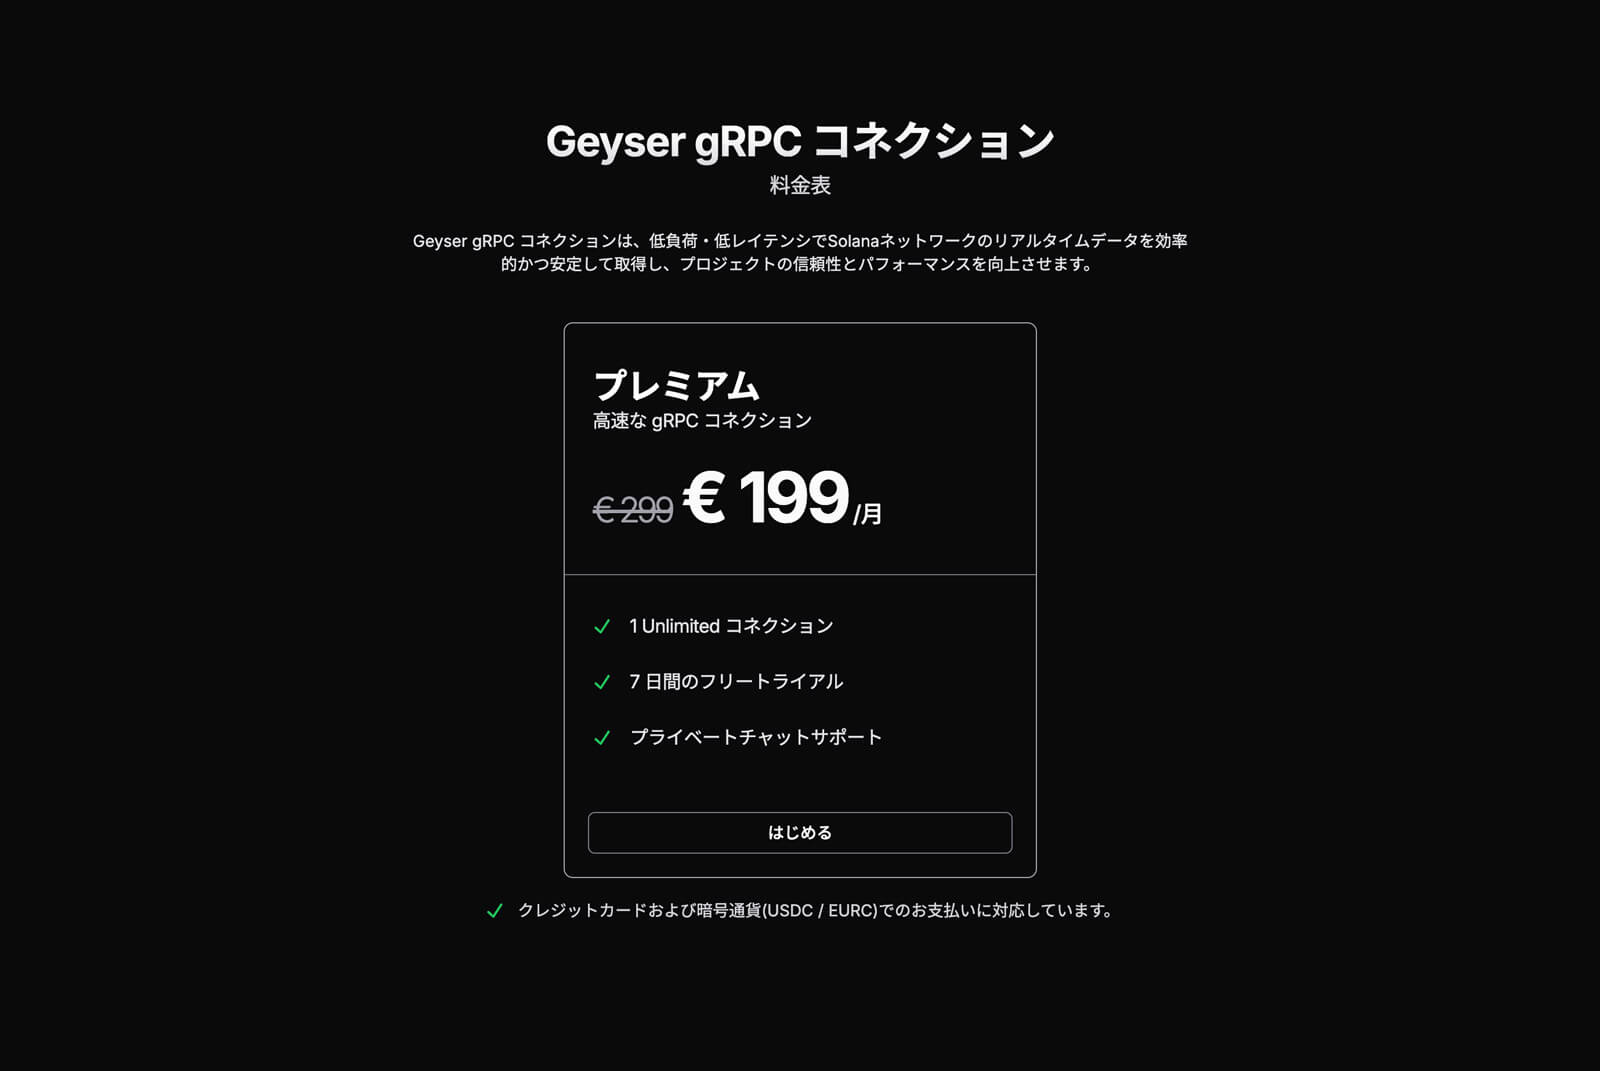 Geyser gRPC コネクション
料金表
Geyser gRPC コネクションは、低負荷・低レイテンシでSolanaネットワークのリアルタイムデータを効率
的かつ安定して取得し、プロジェクトの信頼性とパフォーマンスを向上させます。
プレミアム
高速な gRPC コネクション
€ 299 € 199 /月
1 Unlimited コネクション
7 日間のフリートライアル
プライベートチャットサポート
はじめる
クレジットカードおよび暗号通貨(USDC / EURC)でのお支払いに対応しています。